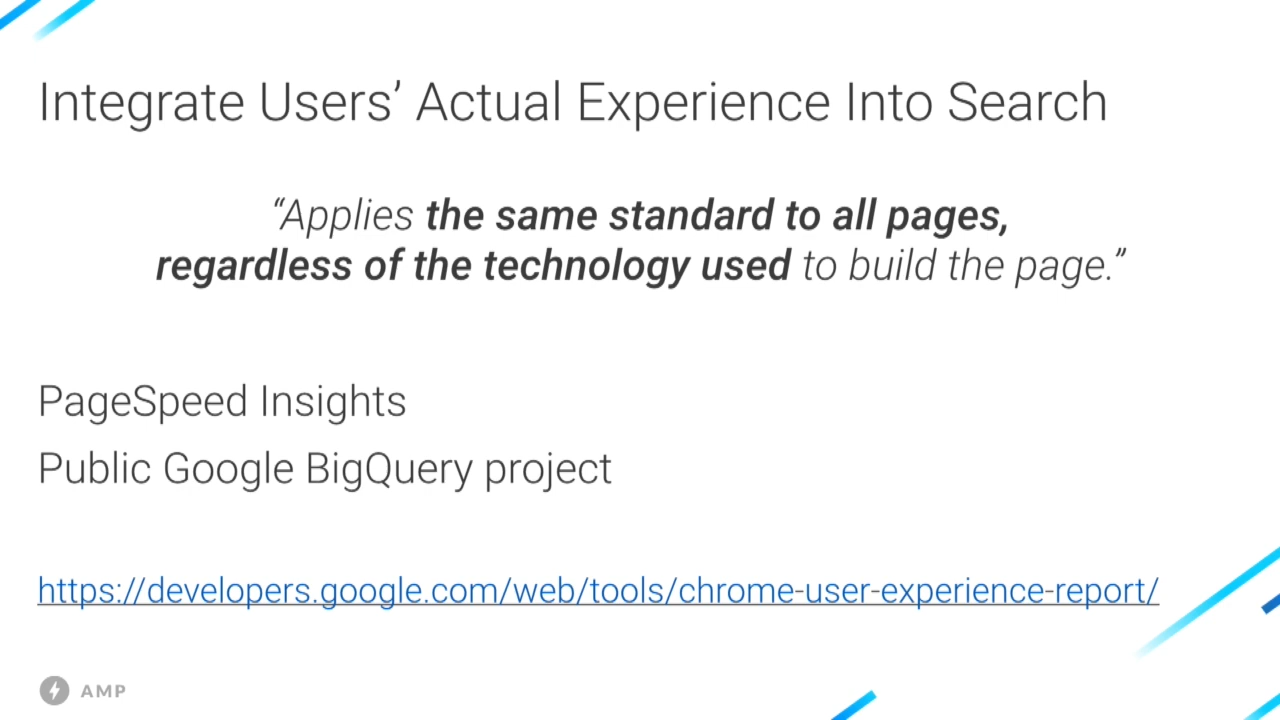 Integrate Users’ Actual Experience Into Search
“Applies the same standard to all pages,
regardless of the technology used to build the page.”
PageSpeed Insights
Public Google BigQuery project
https://developers.google.com/web/tools/chrome-user-experience-report/
AMP